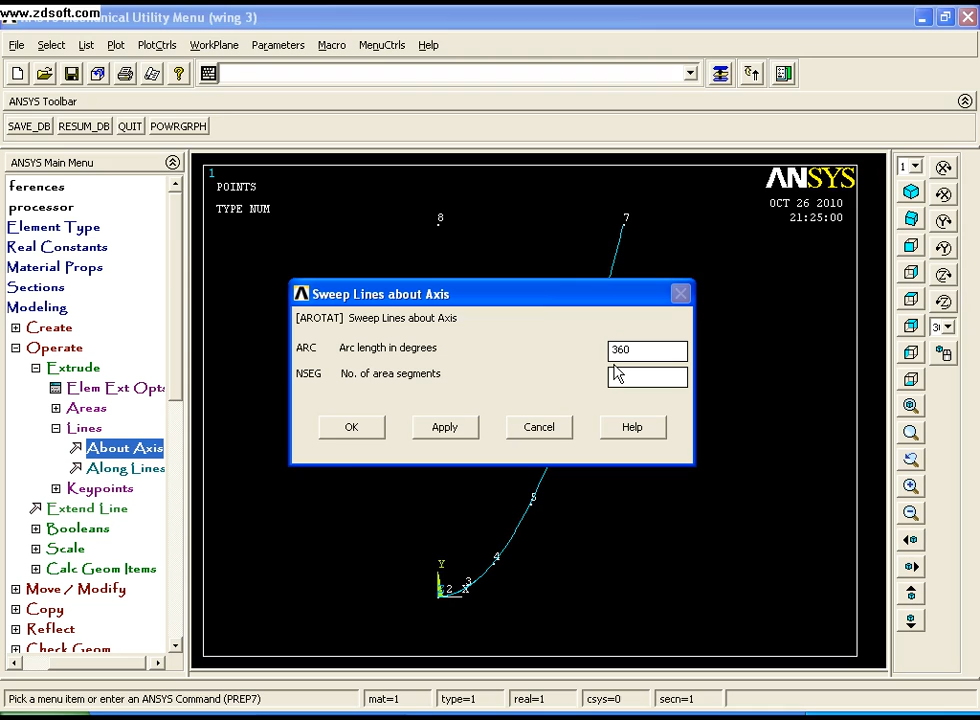 www.zdsoft.com
Mechanical Utility Menu (wing 3)
File Select List Plot PlotCtrls WorkPlane Parameters Macro MenuCtrls Help
ANSYS Toolbar
SAVE_DB RESUM_DB QUIT POWRGRPH
ANSYS Main Menu
ferences
processor
Element Type
Real Constants
Material Props
Sections
Modeling
Create
Operate
Extrude
Elem Ext Opts
Areas
Lines
About Axis
Along Lines
Keypoints
Extend Line
Booleans
Scale
Calc Geom Items
Move / Modify
Copy
Reflect
Check Geom
1
POINTS
TYPE NUM
ANSYS
OCT 26 2010
21:25:00
8
7
Sweep Lines about Axis
[AROTAT] Sweep Lines about Axis
ARC Arc length in degrees 360
NSEG No. of area segments
OK Apply Cancel Help
5
4
Y
2 3 X
1
Pick a menu item or enter an ANSYS Command (PREP7) mat=1 type=1 real=1 csys=0 secn=1